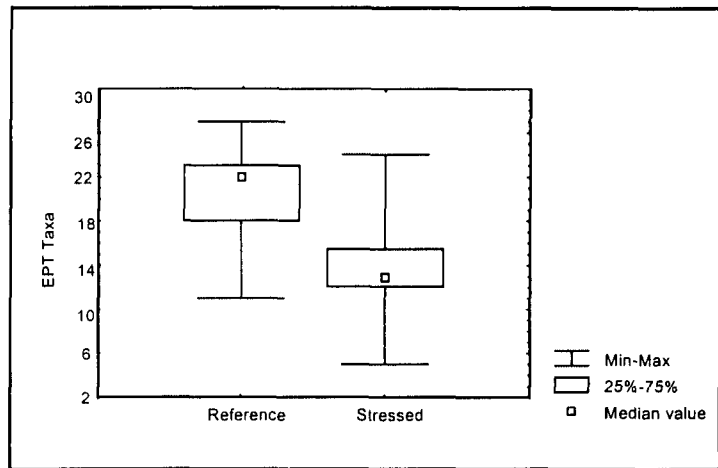 30
26
22
18
14
10
6
2
EPT Taxa
Reference
Stressed
Min-Max
25%-75%
Median value